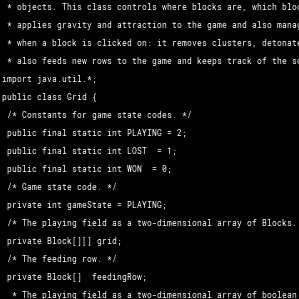 * objects. This class controls where blocks are, which
* applies gravity and attraction to the game and also
* when a block is clicked on: it removes clusters,
* also feeds new rows to the game and keeps track of the
import java.util.*;
public class Grid {
/* Constants for game state codes. */
public final static int PLAYING = 2;
public final static int LOST = 1;
public final static int WON = 0;
/* Game state code. */
private int gameState = PLAYING;
/* The playing field as a two-dimensional array of Blocks.
private Block[][] grid;
/* The feeding row. */
private Block[] feedingRow;
* The playing field as a two-dimensional array of boolean